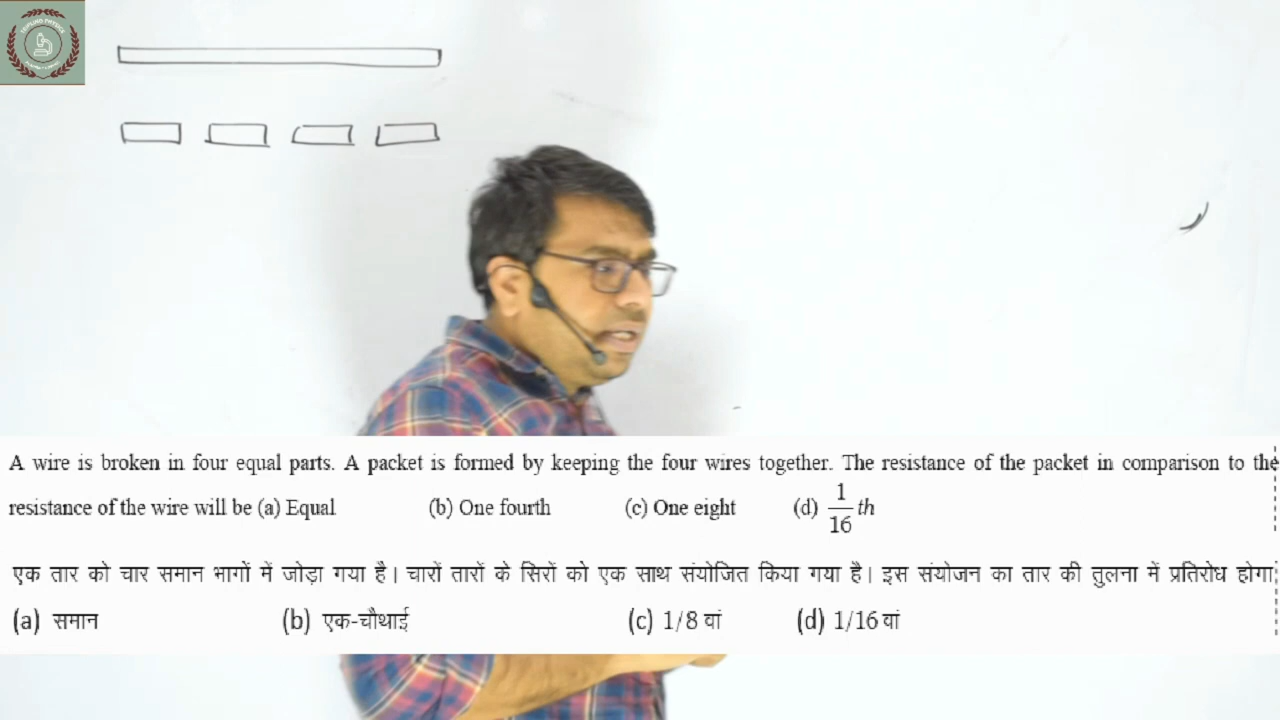 A wire is broken in four equal parts. A packet is formed by keeping the four wires together. The resistance of the packet in comparison to the
resistance of the wire will be (a) Equal (b) One fourth (c) One eight (d) 1/16 th
एक तार को चार समान भागों में जोड़ा गया है। चारों तारों के सिरों को एक साथ संयोजित किया गया है। इस संयोजन का तार की तुलना में प्रतिरोध होगा
(a) समान (b) एक-चौथाई (c) 1/8 वां (d) 1/16 वां